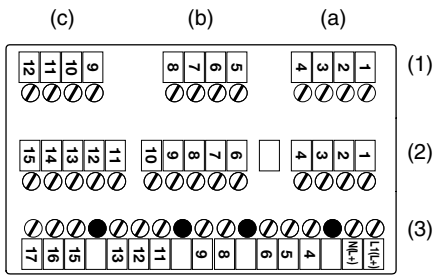 (c) (b) (a)
12 11 10 9 8 7 6 5 4 3 2 1 (1)
15 14 13 12 11 10 9 8 7 6 4 3 2 1 (2)
(3)
17 16 15 13 12 11 9 8 6 5 4 N(L+) L1(L+)